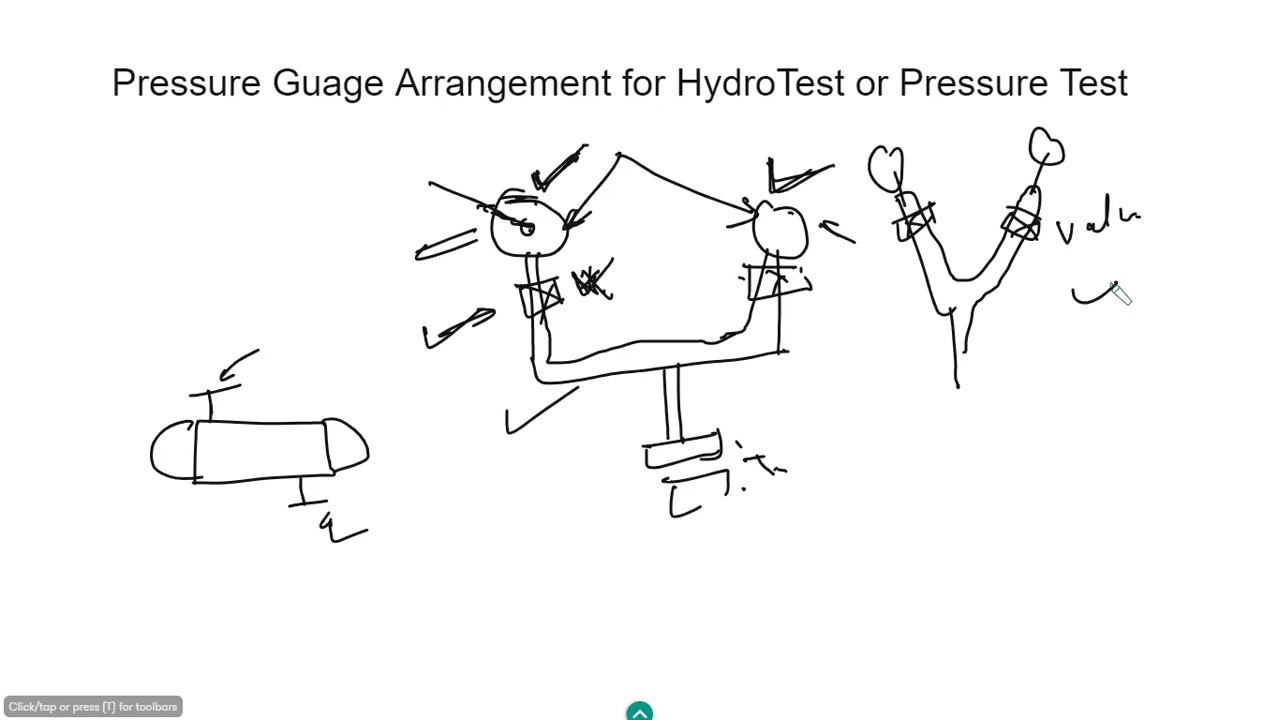 Pressure Guage Arrangement for HydroTest or Pressure Test
Click/tap or press (T) for toolbars